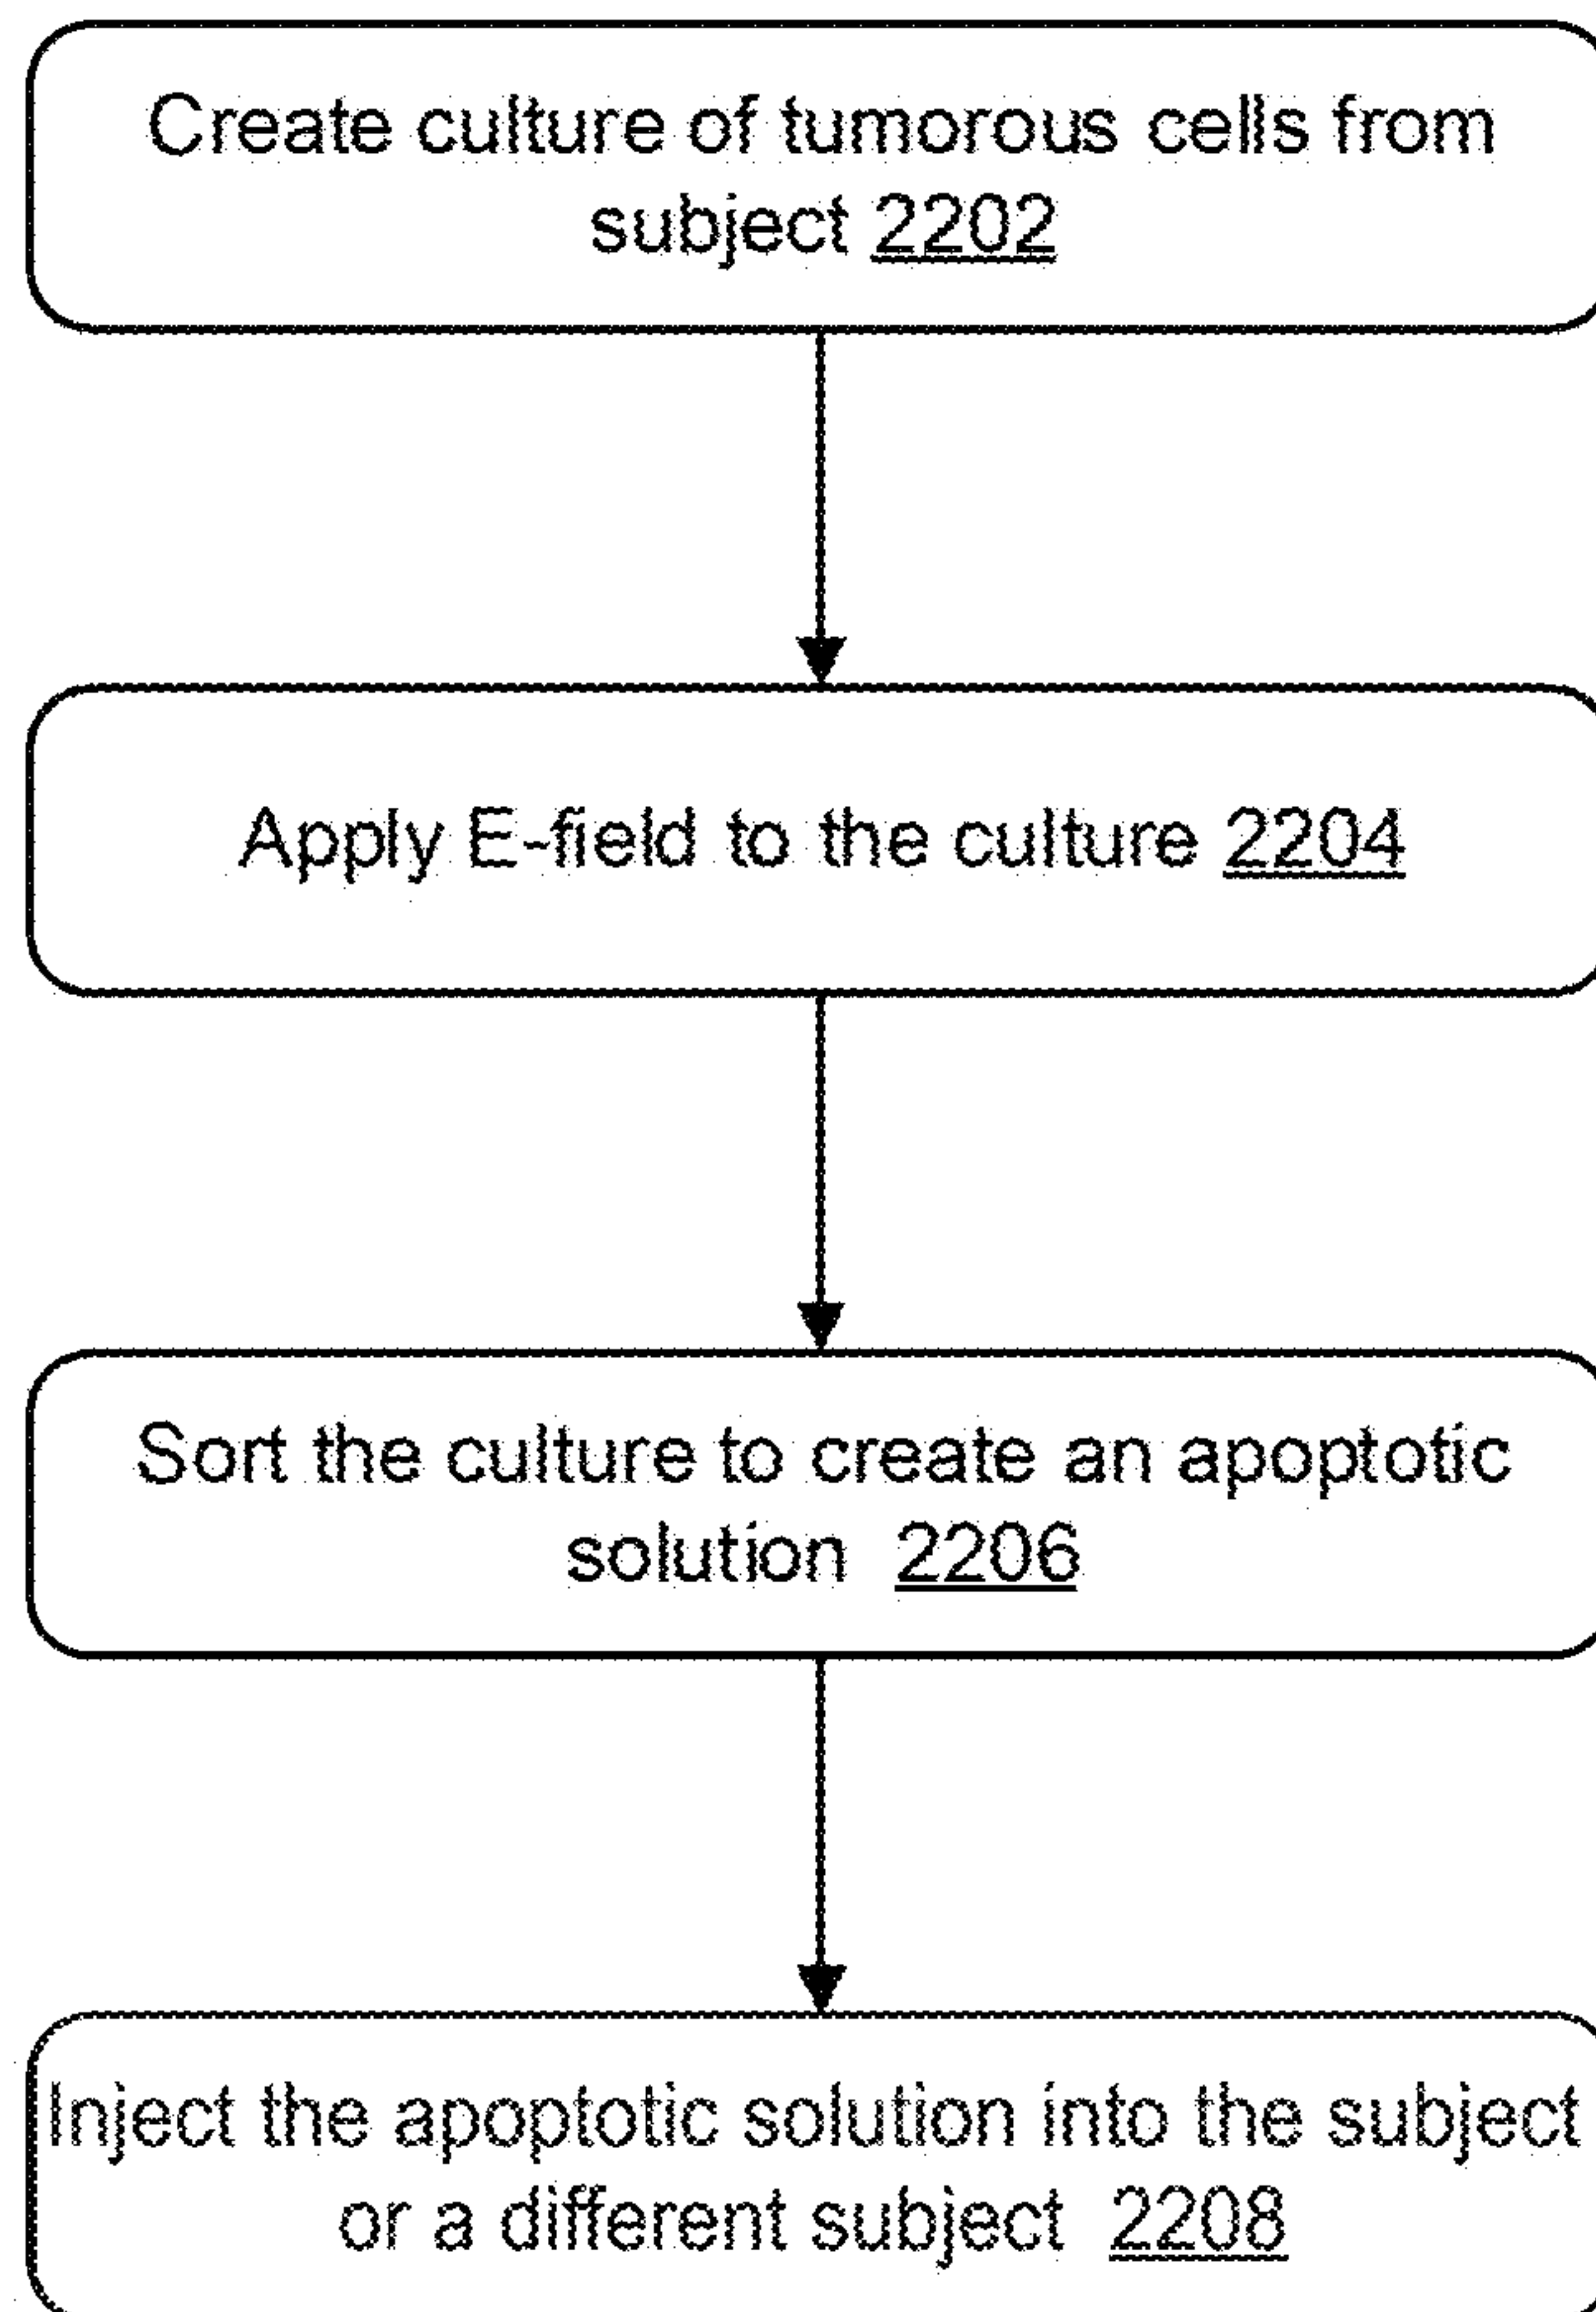 Create culture of tumorous cells from
subject 2202
Apply E-field to the culture 2204
Sort the culture to create an apoptotic
solution 2206
Inject the apoptotic solution into the subject
or a different subject 2208